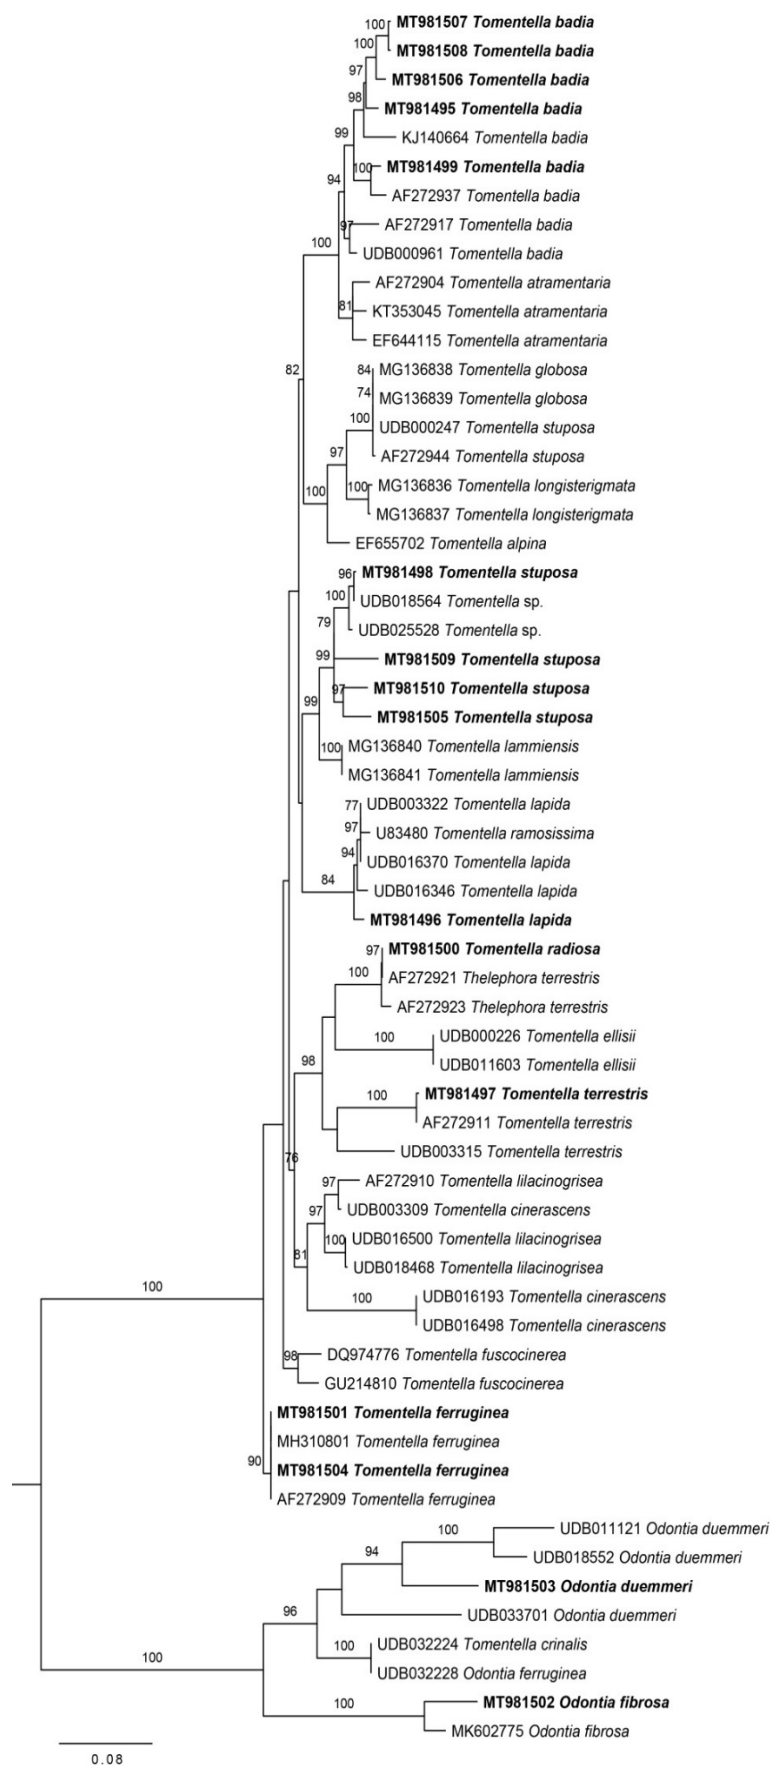 100 MT981507 Tomentella badia
100 MT981508 Tomentella badia
97 MT981506 Tomentella badia
98 MT981495 Tomentella badia
99 KJ140664 Tomentella badia
100 MT981499 Tomentella badia
94 AF272937 Tomentella badia
97 AF272917 Tomentella badia
100 UDB000961 Tomentella badia
AF272904 Tomentella atramentaria
81 KT353045 Tomentella atramentaria
EF644115 Tomentella atramentaria
82 84 MG136838 Tomentella globosa
74 MG136839 Tomentella globosa
100 UDB000247 Tomentella stuposa
97 AF272944 Tomentella stuposa
100 100 MG136836 Tomentella longisterigmata
MG136837 Tomentella longisterigmata
EF655702 Tomentella alpina
96 MT981498 Tomentella stuposa
100 UDB018564 Tomentella sp.
79 UDB025528 Tomentella sp.
99 MT981509 Tomentella stuposa
97 MT981510 Tomentella stuposa
99 MT981505 Tomentella stuposa
100 MG136840 Tomentella lammiensis
MG136841 Tomentella lammiensis
77 UDB003322 Tomentella lapida
97 U83480 Tomentella ramosissima
94 UDB016370 Tomentella lapida
84 UDB016346 Tomentella lapida
MT981496 Tomentella lapida
97 MT981500 Tomentella radiosa
100 AF272921 Thelephora terrestris
AF272923 Thelephora terrestris
100 UDB000226 Tomentella ellisii
98 UDB011603 Tomentella ellisii
100 MT981497 Tomentella terrestris
AF272911 Tomentella terrestris
76 UDB003315 Tomentella terrestris
97 AF272910 Tomentella lilacinogrisea
97 UDB003309 Tomentella cinerascens
100 UDB016500 Tomentella lilacinogrisea
81 UDB018468 Tomentella lilacinogrisea
100 100 UDB016193 Tomentella cinerascens
UDB016498 Tomentella cinerascens
98 DQ974776 Tomentella fuscocinerea
GU214810 Tomentella fuscocinerea
MT981501 Tomentella ferruginea
MH310801 Tomentella ferruginea
90 MT981504 Tomentella ferruginea
AF272909 Tomentella ferruginea
100 UDB011121 Odontia duemmeri
94 UDB018552 Odontia duemmeri
MT981503 Odontia duemmeri
96 UDB033701 Odontia duemmeri
100 UDB032224 Tomentella crinalis
100 UDB032228 Odontia ferruginea
100 MT981502 Odontia fibrosa
MK602775 Odontia fibrosa
0.08